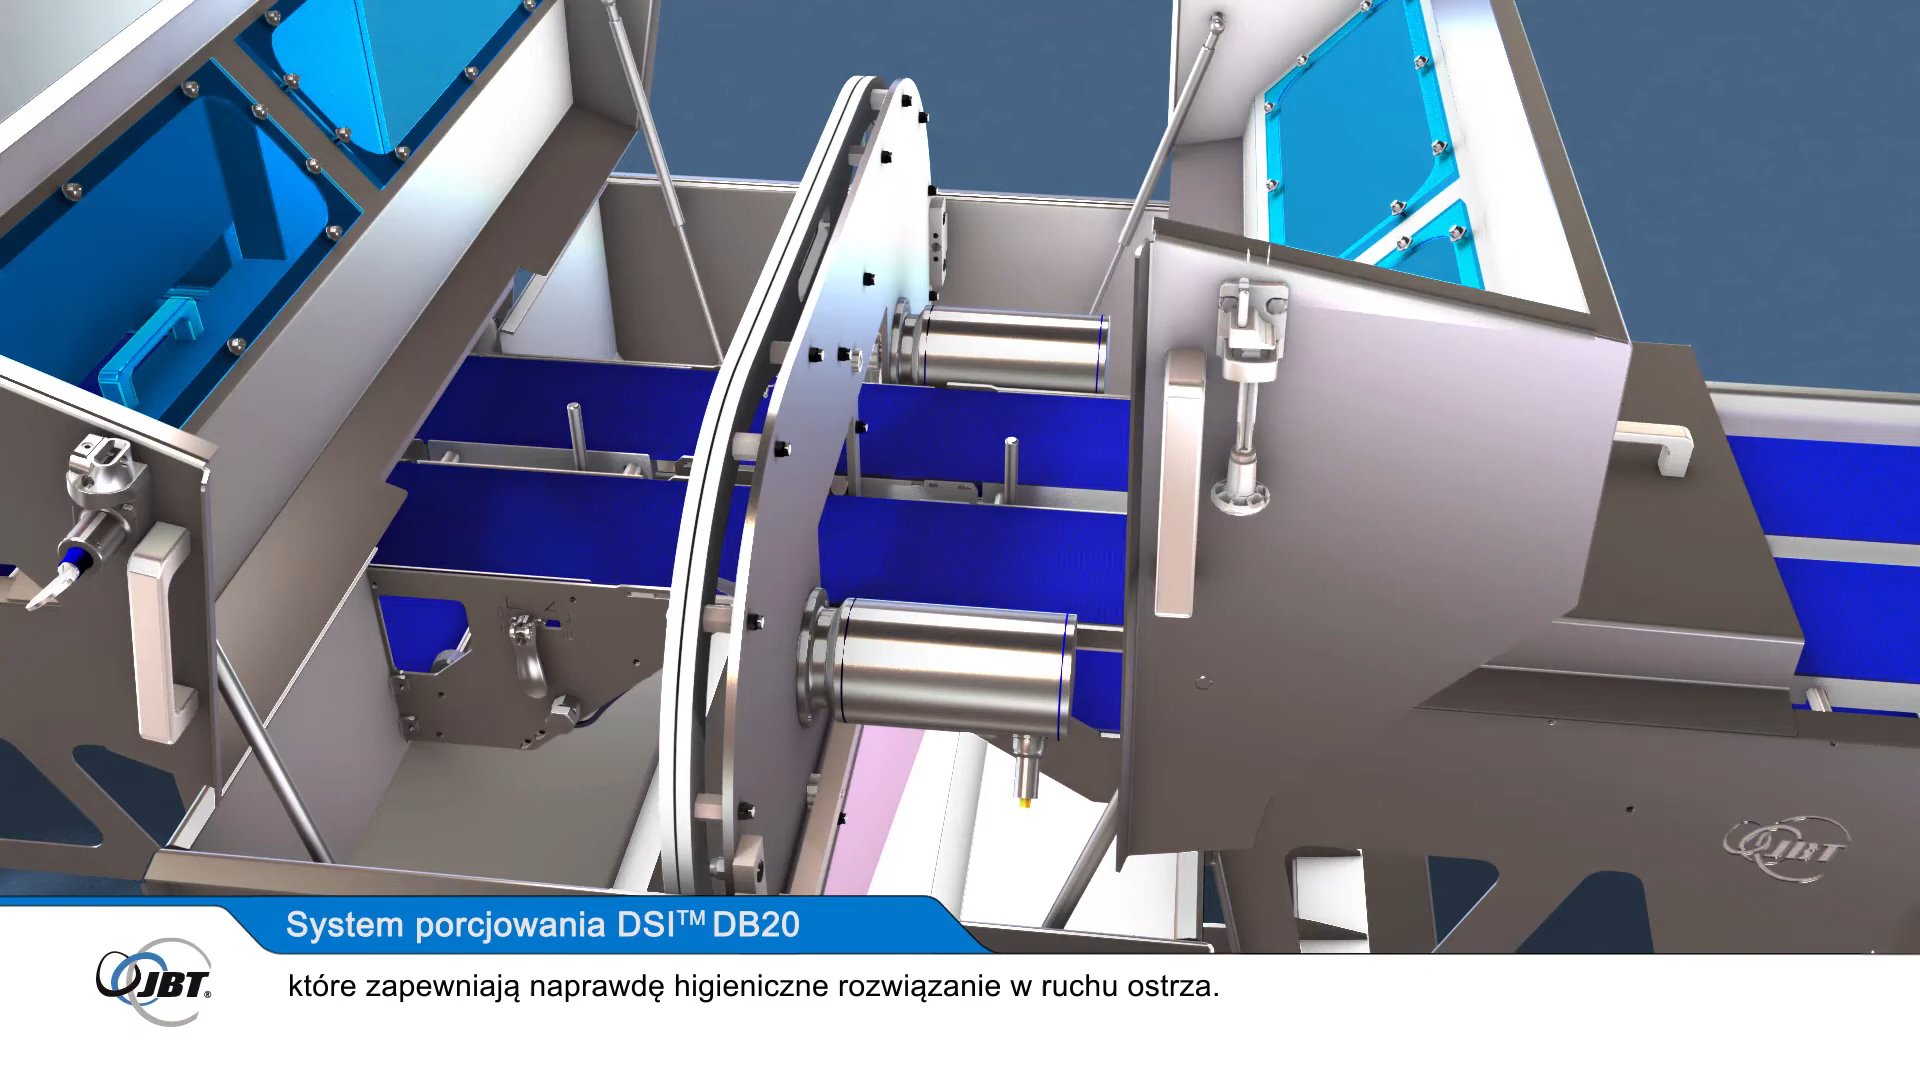 JBT
System porcjowania DSI™ DB20
JBT®
które zapewniają naprawdę higieniczne rozwiązanie w ruchu ostrza.